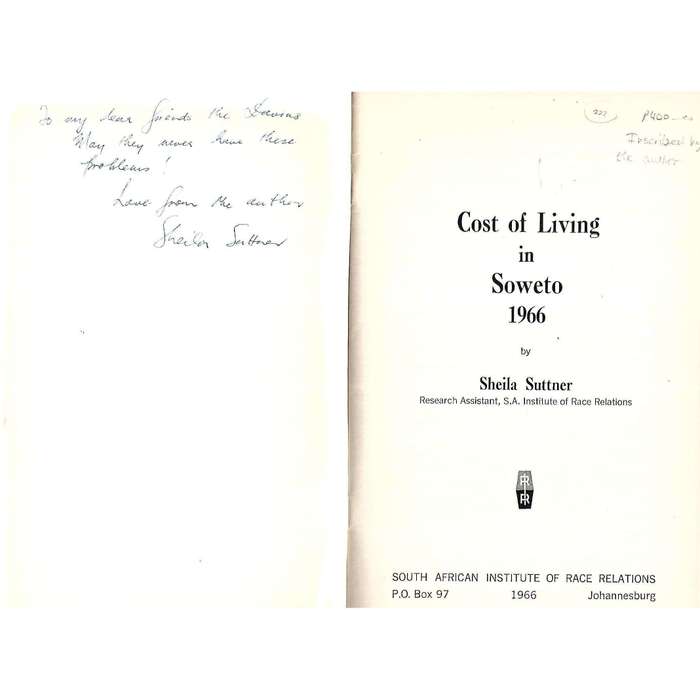 To my dear friends the
May they never have these
problems!
Love from the author
Sheila Suttner
Inscribed by
the author
Cost of Living
in
Soweto
1966
by
Sheila Suttner
Research Assistant, S.A. Institute of Race Relations
SOUTH AFRICAN INSTITUTE OF RACE RELATIONS
P.O. Box 97 1966 Johannesburg